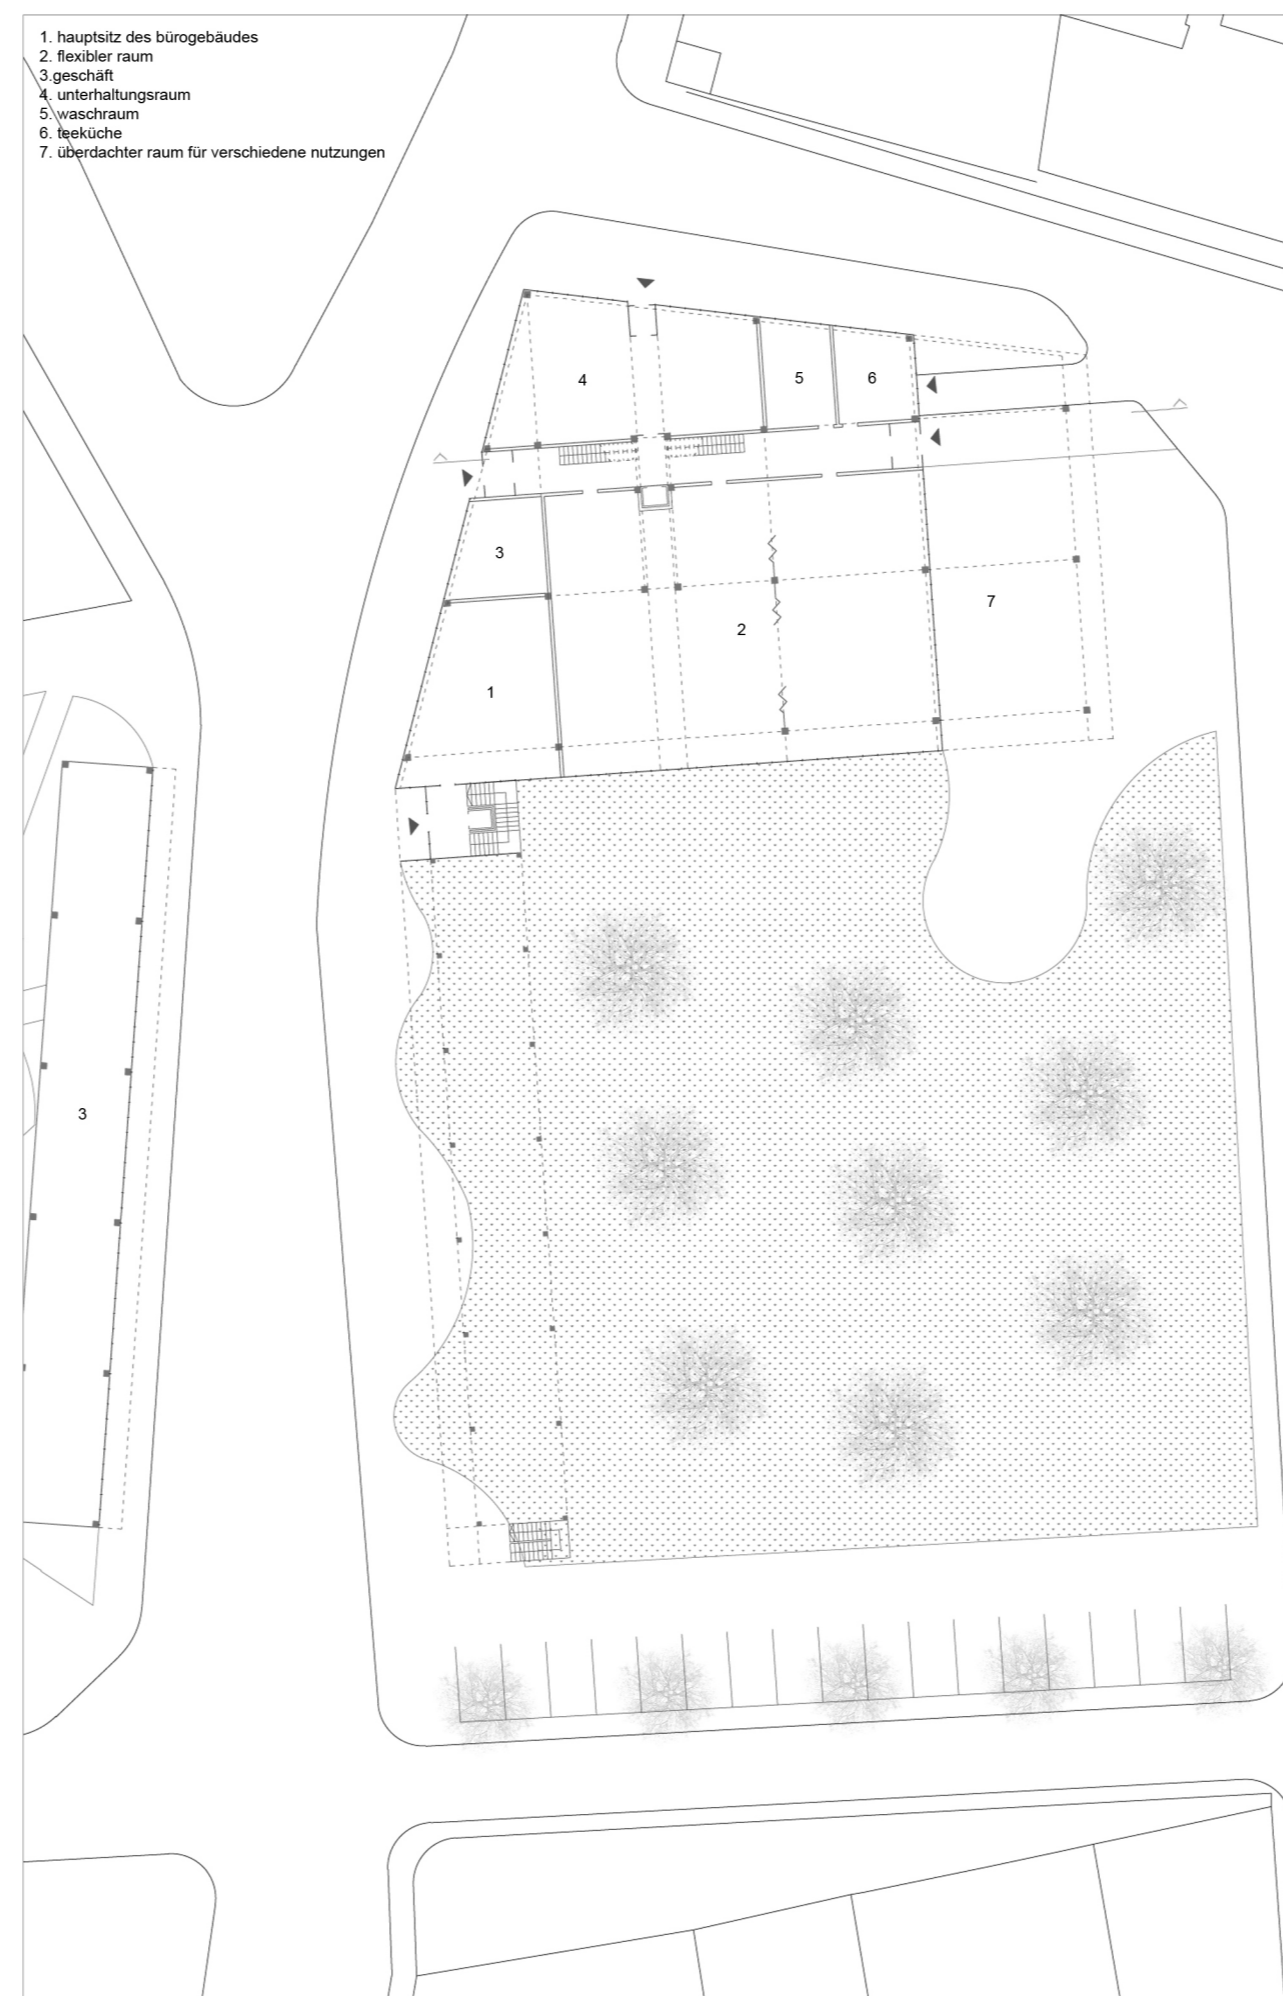 1. hauptsitz des bürogebäudes
2. flexibler raum
3.geschäft
4. unterhaltungsraum
5. waschraum
6. teeküche
7. überdachter raum für verschiedene nutzungen
4
5
6
3
7
2
1
3